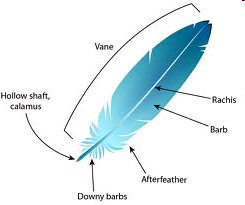 Vane
Hollow shaft,
calamus
Rachis
Barb
Afterfeather
Downy barbs